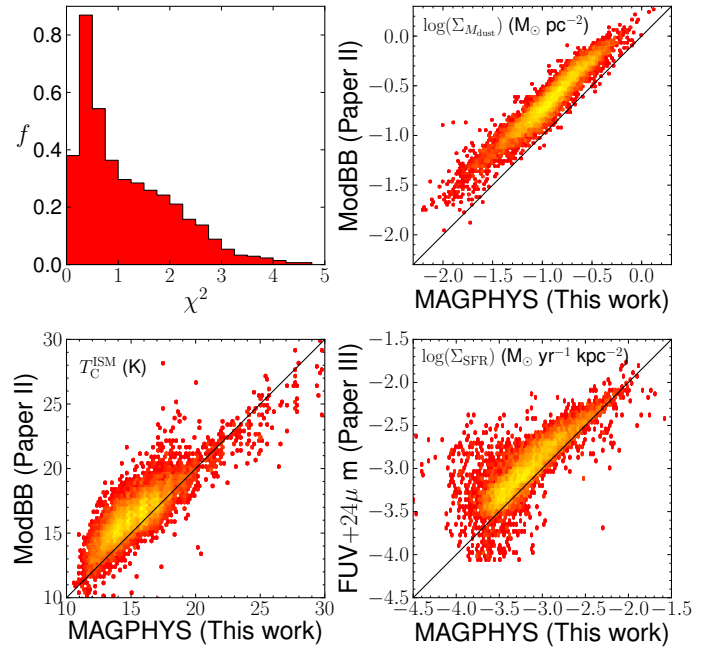 0.8
0.6
0.4
0.2
0.0
f
0 1 2 3 4 5
χ²
log(Σ_{M_dust}) (M⊙ pc⁻²)
0.0
−0.5
−1.0
−1.5
−2.0
ModBB (Paper II)
−2.0 −1.5 −1.0 −0.5 0.0
MAGPHYS (This work)
T_C^ISM (K)
30
25
20
15
10
ModBB (Paper II)
10 15 20 25 30
MAGPHYS (This work)
log(Σ_SFR) (M⊙ yr⁻¹ kpc⁻²)
−1.5
−2.0
−2.5
−3.0
−3.5
−4.0
−4.5
FUV+24μ m (Paper III)
−4.5 −4.0 −3.5 −3.0 −2.5 −2.0 −1.5
MAGPHYS (This work)